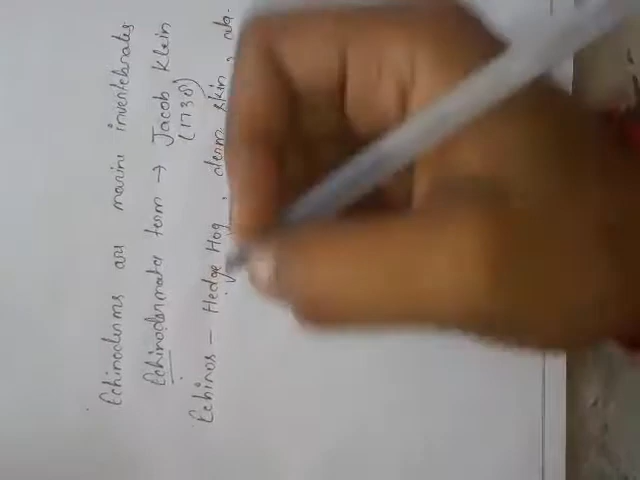 Echinoderms are marine invertebrates
Echinodermata term → Jacob Klein
(1738)
Echinos - Hedge Hog , derm skin ,